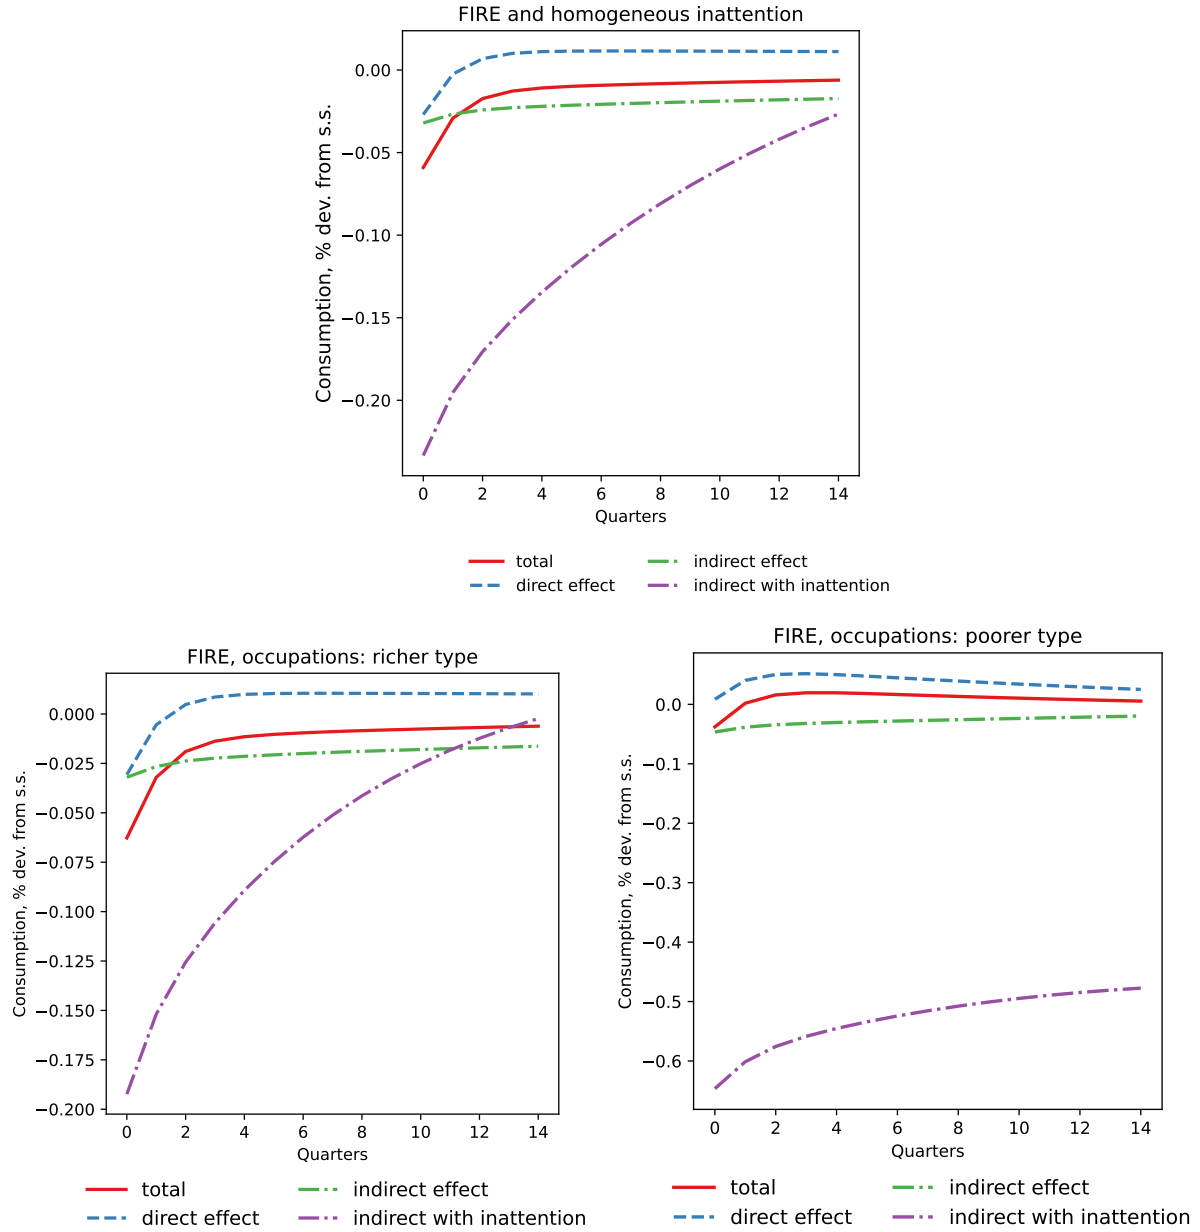 FIRE and homogeneous inattention
Consumption, % dev. from s.s.
0.00
−0.05
−0.10
−0.15
−0.20
0 2 4 6 8 10 12 14
Quarters
total indirect effect
direct effect indirect with inattention
FIRE, occupations: richer type
Consumption, % dev. from s.s.
0.000
−0.025
−0.050
−0.075
−0.100
−0.125
−0.150
−0.175
−0.200
0 2 4 6 8 10 12 14
Quarters
total indirect effect
direct effect indirect with inattention
FIRE, occupations: poorer type
Consumption, % dev. from s.s.
0.0
−0.1
−0.2
−0.3
−0.4
−0.5
−0.6
0 2 4 6 8 10 12 14
Quarters
total indirect effect
direct effect indirect with inattention